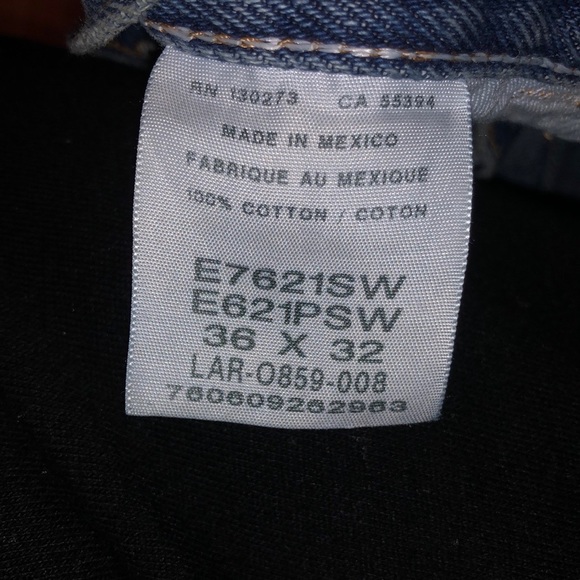 RN 130273 CA 55394
MADE IN MEXICO
FABRIQUE AU MEXIQUE
100% COTTON / COTON
E7621SW
E621PSW
36 X 32
LAR-0859-008
760609262963